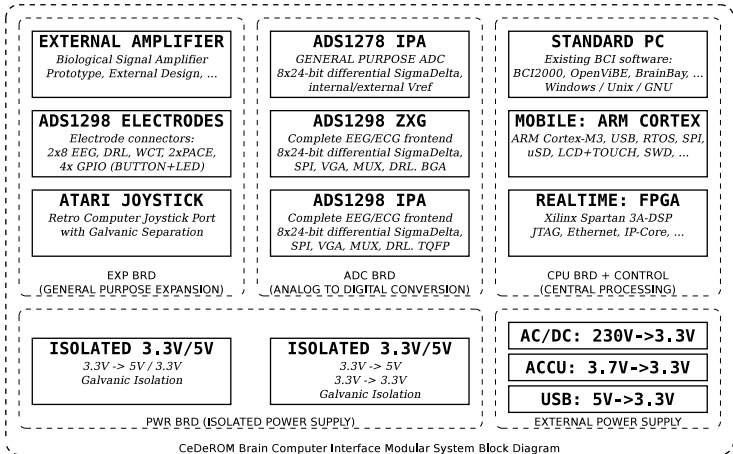 EXTERNAL AMPLIFIER
Biological Signal Amplifier
Prototype, External Design, ...
ADS1298 ELECTRODES
Electrode connectors:
2x8 EEG, DRL, WCT, 2xPACE,
4x GPIO (BUTTON+LED)
ATARI JOYSTICK
Retro Computer Joystick Port
with Galvanic Separation
EXP BRD
(GENERAL PURPOSE EXPANSION)
ADS1278 IPA
GENERAL PURPOSE ADC
8x24-bit differential SigmaDelta,
internal/external Vref
ADS1298 ZXG
Complete EEG/ECG frontend
8x24-bit differential SigmaDelta,
SPI, VGA, MUX, DRL. BGA
ADS1298 IPA
Complete EEG/ECG frontend
8x24-bit differential SigmaDelta,
SPI, VGA, MUX, DRL. TQFP
ADC BRD
(ANALOG TO DIGITAL CONVERSION)
STANDARD PC
Existing BCI software:
BCI2000, OpenViBE, BrainBay, ...
Windows / Unix / GNU
MOBILE: ARM CORTEX
ARM Cortex-M3, USB, RTOS, SPI,
uSD, LCD+TOUCH, SWD, ...
REALTIME: FPGA
Xilinx Spartan 3A-DSP
JTAG, Ethernet, IP-Core, ...
CPU BRD + CONTROL
(CENTRAL PROCESSING)
ISOLATED 3.3V/5V
3.3V -> 5V / 3.3V
Galvanic Isolation
ISOLATED 3.3V/5V
3.3V -> 5V
3.3V -> 3.3V
Galvanic Isolation
PWR BRD (ISOLATED POWER SUPPLY)
AC/DC: 230V->3.3V
ACCU: 3.7V->3.3V
USB: 5V->3.3V
EXTERNAL POWER SUPPLY
CeDeROM Brain Computer Interface Modular System Block Diagram